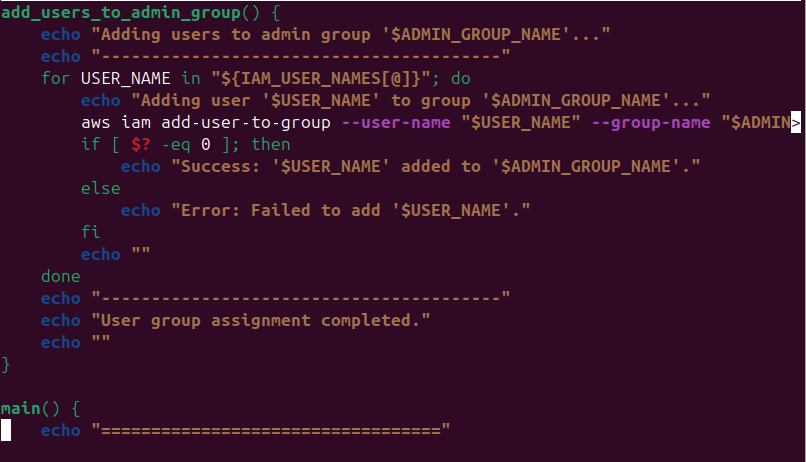 add_users_to_admin_group() {
    echo "Adding users to admin group '$ADMIN_GROUP_NAME'..."
    echo "----------------------------------------"
    for USER_NAME in "${IAM_USER_NAMES[@]}"; do
        echo "Adding user '$USER_NAME' to group '$ADMIN_GROUP_NAME'..."
        aws iam add-user-to-group --user-name "$USER_NAME" --group-name "$ADMIN>
        if [ $? -eq 0 ]; then
            echo "Success: '$USER_NAME' added to '$ADMIN_GROUP_NAME'."
        else
            echo "Error: Failed to add '$USER_NAME'."
        fi
        echo ""
    done
    echo "----------------------------------------"
    echo "User group assignment completed."
    echo ""
}
main() {
    echo "=================================="